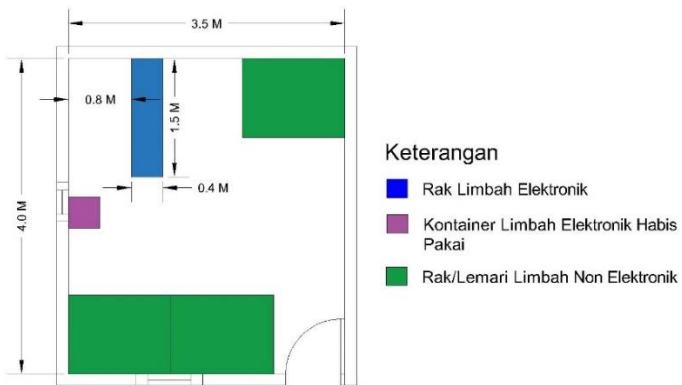 3.5 M
0.8 M
1.5 M
0.4 M
4.0 M
Keterangan
Rak Limbah Elektronik
Kontainer Limbah Elektronik Habis
Pakai
Rak/Lemari Limbah Non Elektronik